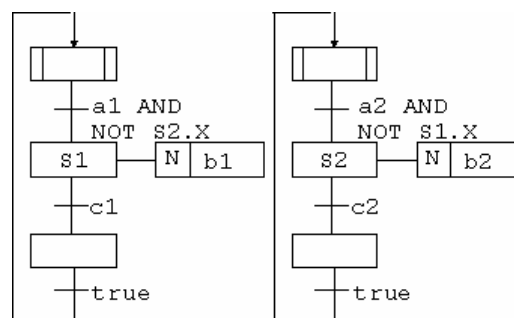 a1 AND
NOT S2.X
S1 N b1
c1
true
a2 AND
NOT S1.X
S2 N b2
c2
true